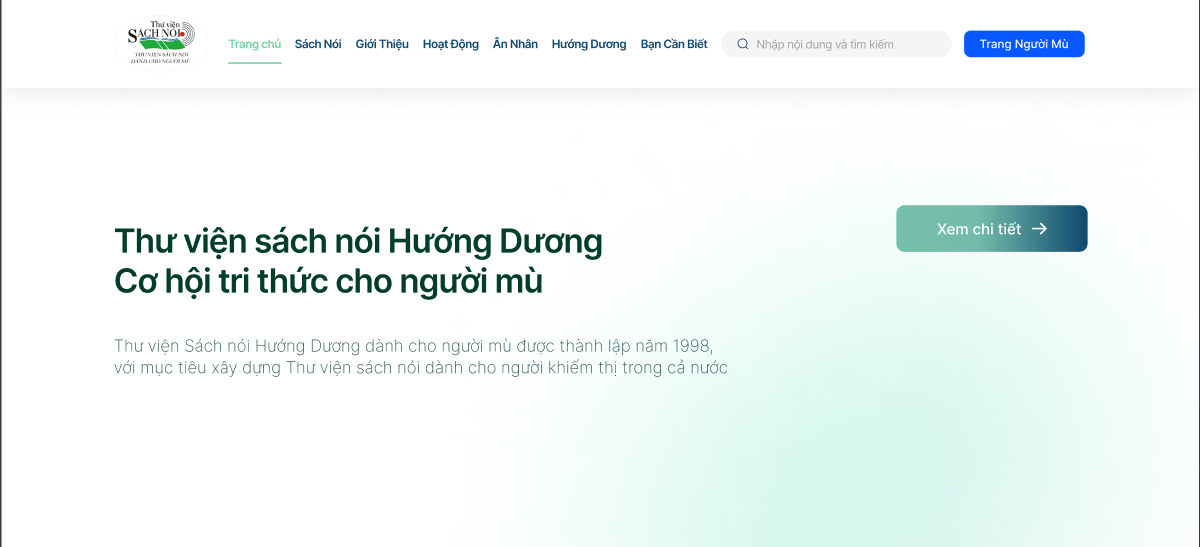 Thư viện
SÁCH NÓI
THƯ VIỆN SÁCH NÓI
DÀNH CHO NGƯỜI MÙ
Trang chủ
Sách Nói
Giới Thiệu
Hoạt Động
Ân Nhân
Hướng Dương
Bạn Cần Biết
Nhập nội dung và tìm kiếm
Trang Người Mù
Thư viện sách nói Hướng Dương
Cơ hội tri thức cho người mù
Xem chi tiết →
Thư viện Sách nói Hướng Dương dành cho người mù được thành lập năm 1998,
với mục tiêu xây dựng Thư viện sách nói dành cho người khiếm thị trong cả nước